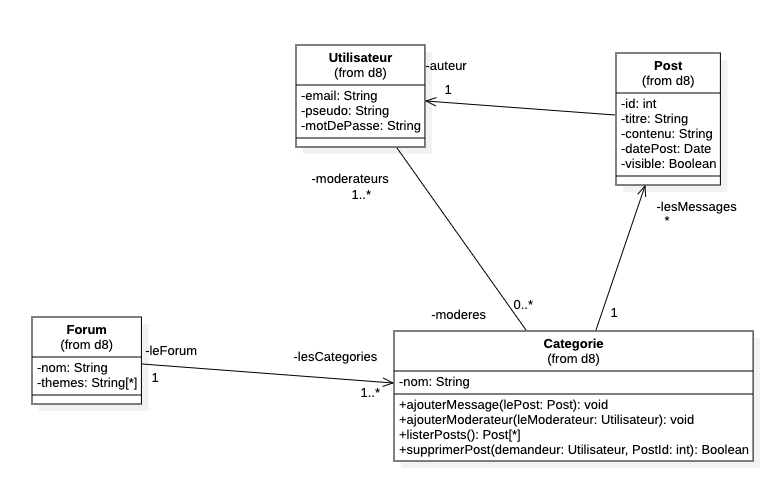 Utilisateur
(from d8)
-email: String
-pseudo: String
-motDePasse: String
-auteur
1
Post
(from d8)
-id: int
-titre: String
-contenu: String
-datePost: Date
-visible: Boolean
-moderateurs
1..*
-lesMessages
*
0..*
-moderes
1
Forum
(from d8)
-nom: String
-themes: String[*]
-leForum
1
-lesCategories
1..*
Categorie
(from d8)
-nom: String
+ajouterMessage(lePost: Post): void
+ajouterModerateur(leModerateur: Utilisateur): void
+listerPosts(): Post[*]
+supprimerPost(demandeur: Utilisateur, PostId: int): Boolean